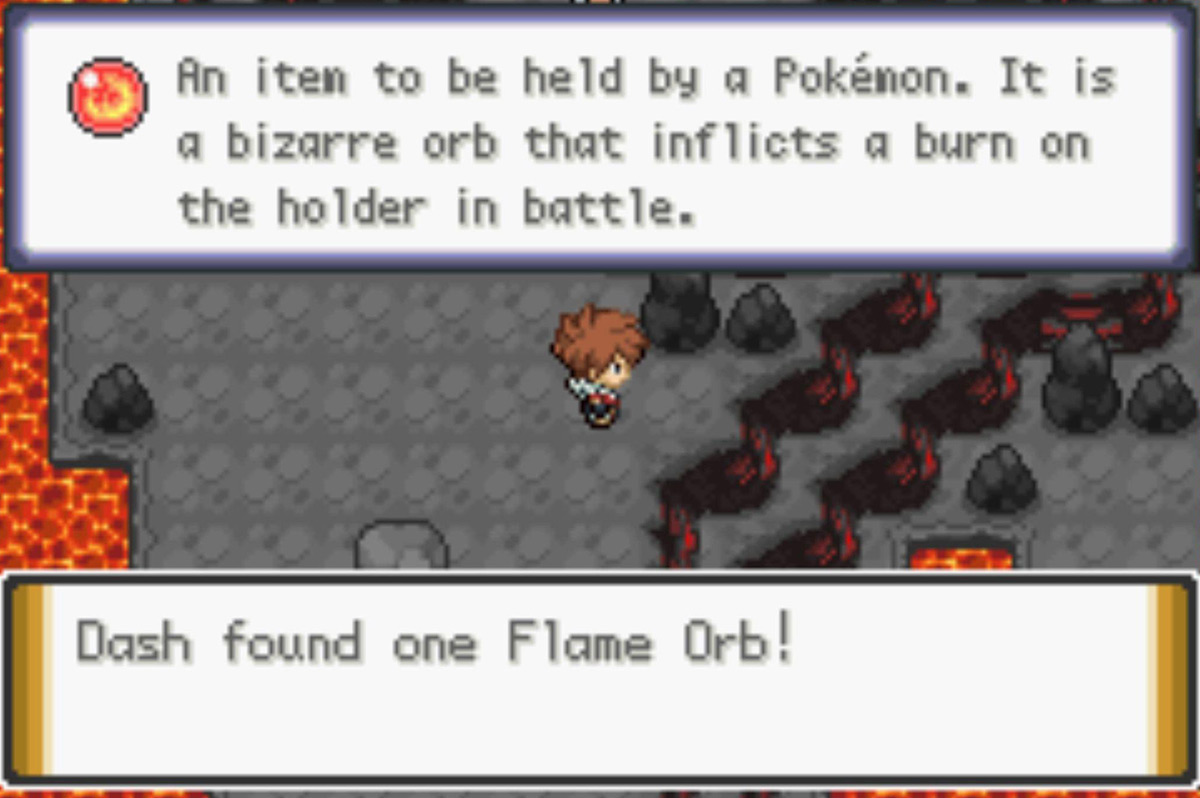 An item to be held by a Pokémon. It is
a bizarre orb that inflicts a burn on
the holder in battle.
Dash found one Flame Orb!